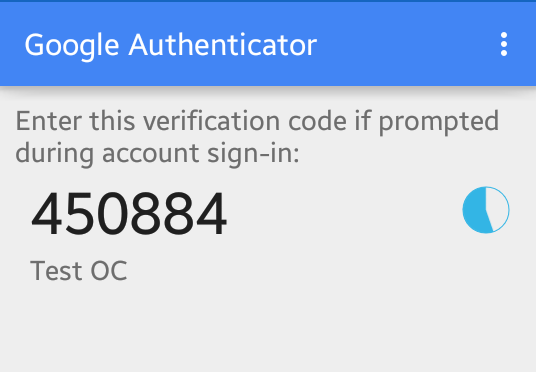 Google Authenticator
Enter this verification code if prompted
during account sign-in:
450884
Test OC